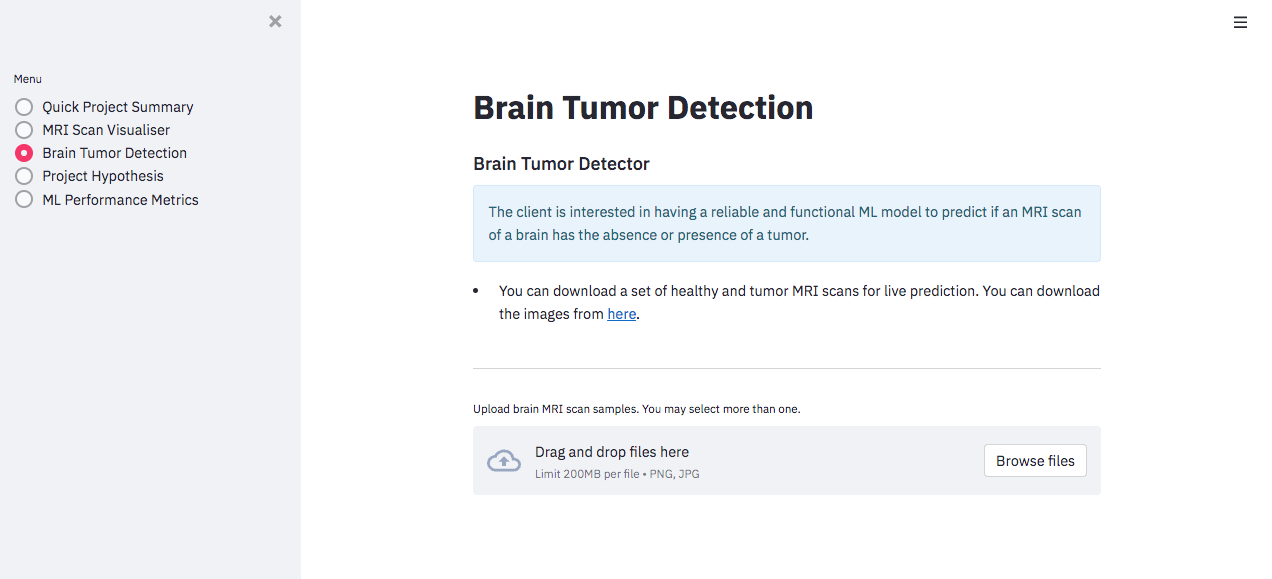 Menu
Quick Project Summary
MRI Scan Visualiser
Brain Tumor Detection
Project Hypothesis
ML Performance Metrics
Brain Tumor Detection
Brain Tumor Detector
The client is interested in having a reliable and functional ML model to predict if an MRI scan
of a brain has the absence or presence of a tumor.
• You can download a set of healthy and tumor MRI scans for live prediction. You can download
the images from here.
Upload brain MRI scan samples. You may select more than one.
Drag and drop files here
Limit 200MB per file • PNG, JPG
Browse files